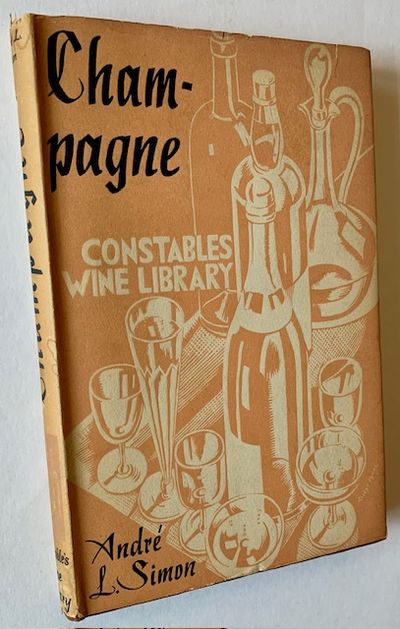 Cham-
pagne
CONSTABLES
WINE LIBRARY
André
L. Simon